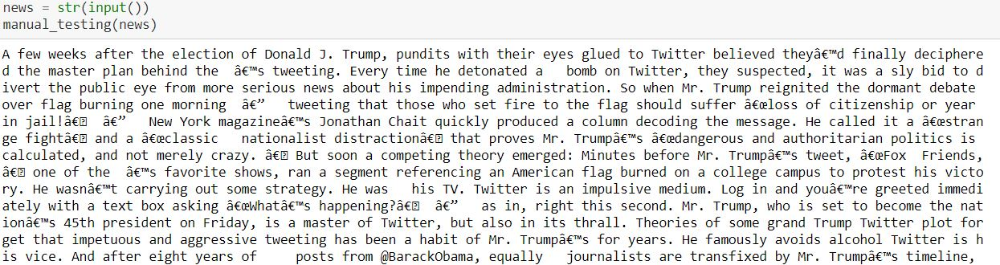 news = str(input())
manual_testing(news)
A few weeks after the election of Donald J. Trump, pundits with their eyes glued to Twitter believed theyâ€™d finally deciphere
d the master plan behind the  â€™s tweeting. Every time he detonated a   bomb on Twitter, they suspected, it was a sly bid to d
ivert the public eye from more serious news about his impending administration. So when Mr. Trump reignited the dormant debate
over flag burning one morning  â€”   tweeting that those who set fire to the flag should suffer â€œloss of citizenship or year
in jail!â€�  â€”   New York magazineâ€™s Jonathan Chait quickly produced a column decoding the message. He called it a â€œstran
ge fightâ€� and a â€œclassic   nationalist distractionâ€� that proves Mr. Trumpâ€™s â€œdangerous and authoritarian politics is
calculated, and not merely crazy. â€� But soon a competing theory emerged: Minutes before Mr. Trumpâ€™s tweet, â€œFox  Friends,
â€� one of the  â€™s favorite shows, ran a segment referencing an American flag burned on a college campus to protest his victo
ry. He wasnâ€™t carrying out some strategy. He was   his TV. Twitter is an impulsive medium. Log in and youâ€™re greeted immedi
ately with a text box asking â€œWhatâ€™s happening?â€�  â€”   as in, right this second. Mr. Trump, who is set to become the nat
ionâ€™s 45th president on Friday, is a master of Twitter, but also in its thrall. Theories of some grand Trump Twitter plot for
get that impetuous and aggressive tweeting has been a habit of Mr. Trumpâ€™s for years. He famously avoids alcohol Twitter is h
is vice. And after eight years of     posts from @BarackObama, equally   journalists are transfixed by Mr. Trumpâ€™s timeline,